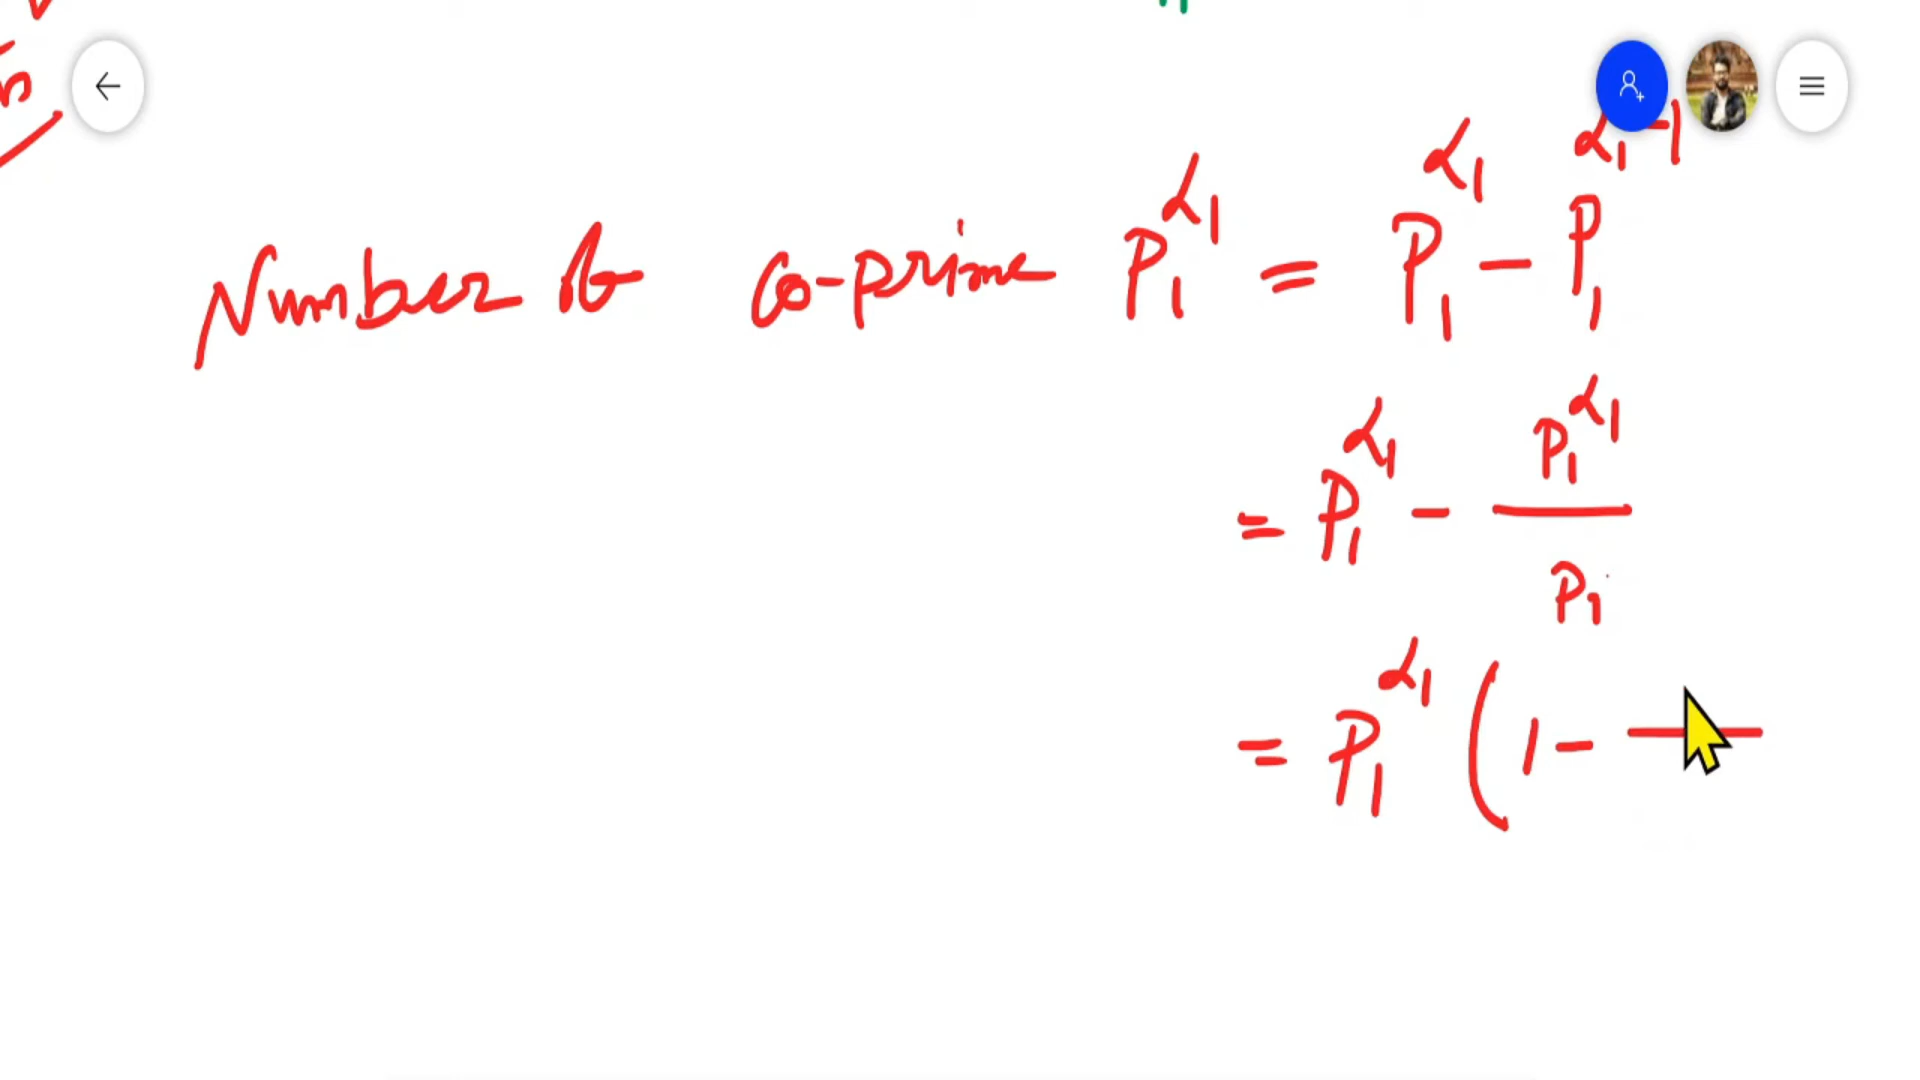 Number of co-prime P₁^α₁ = P₁^α₁ - P₁^α₁-1
= P₁^α₁ - P₁^α₁ / P₁
= P₁^α₁ ( 1 -